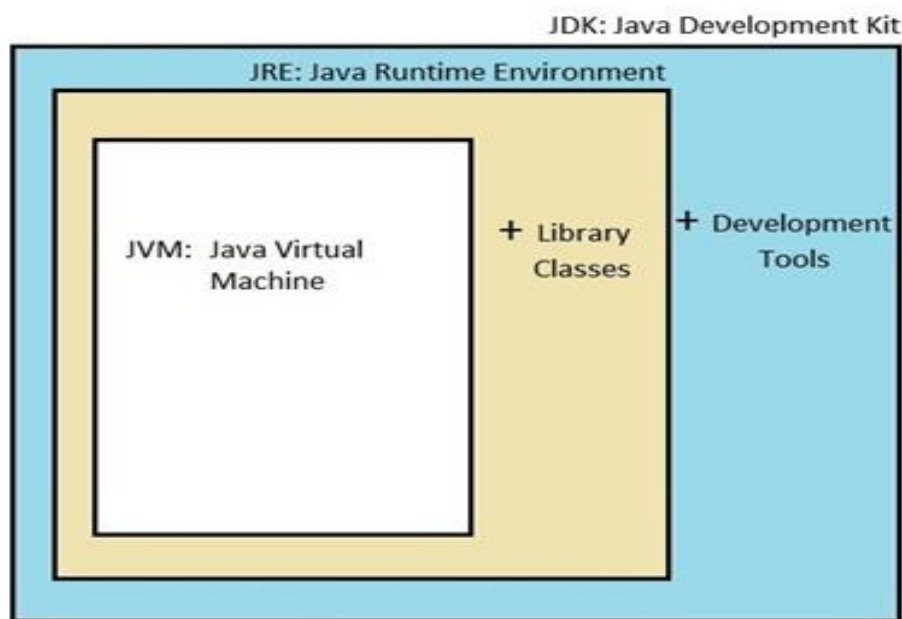 JDK: Java Development Kit
JRE: Java Runtime Environment
JVM: Java Virtual
Machine
+ Library
Classes
+ Development
Tools